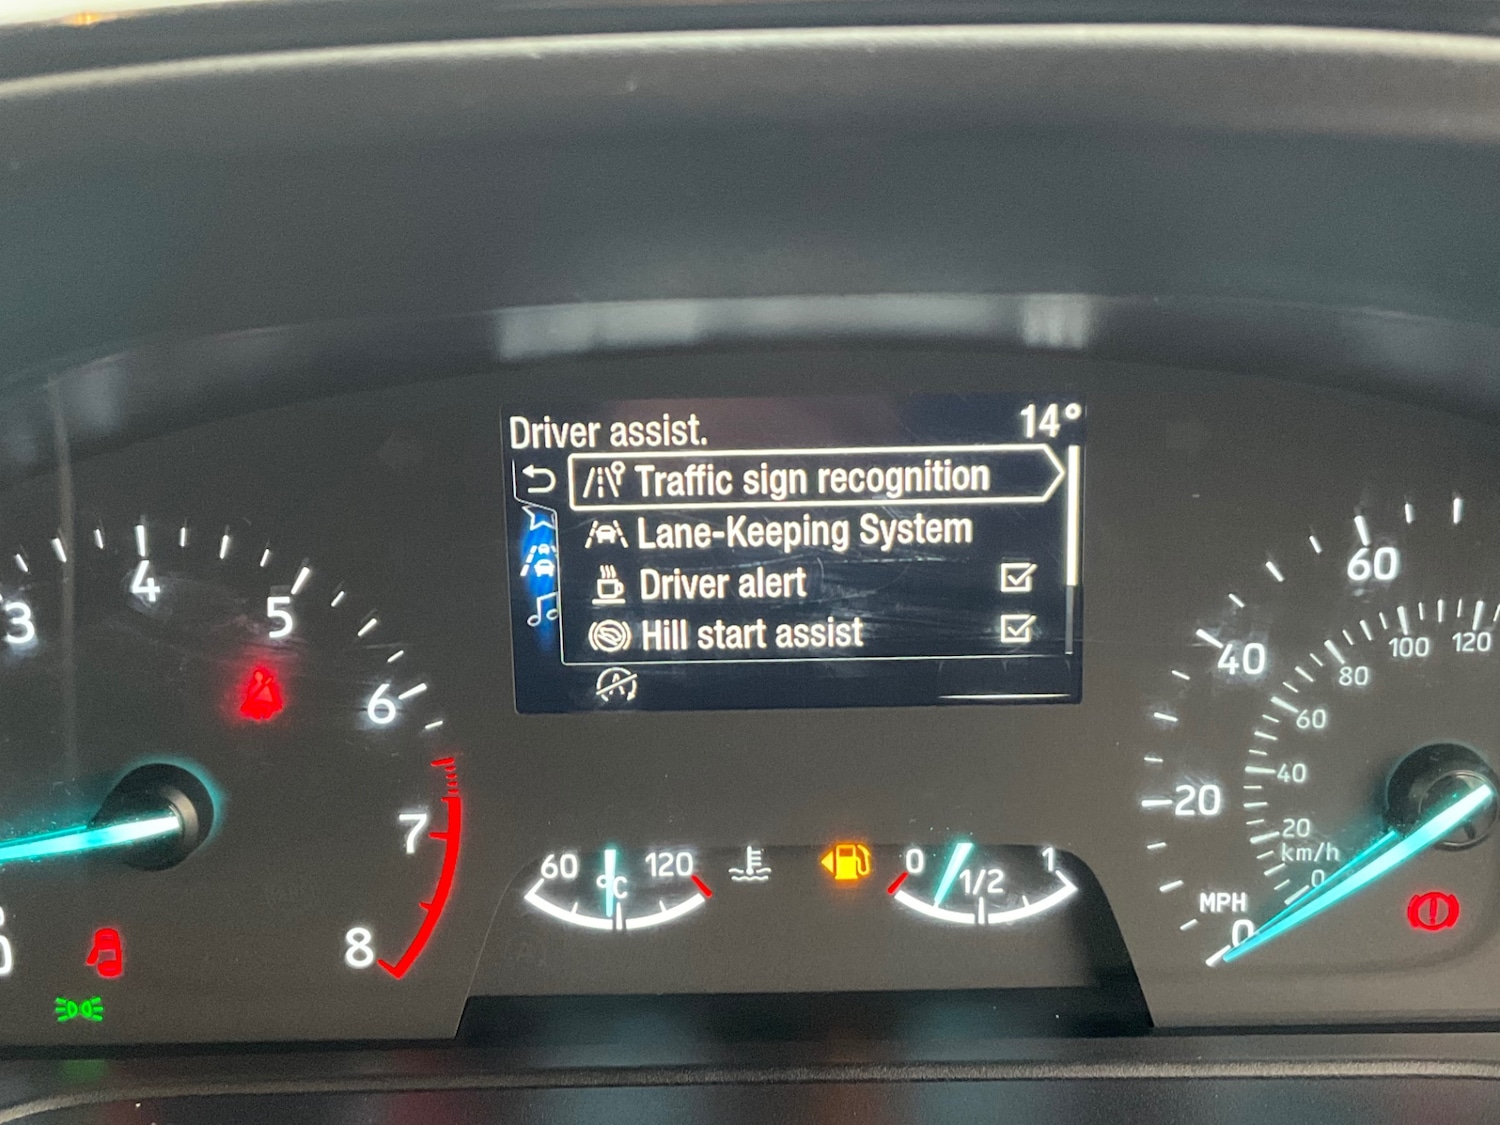 Driver assist. 14°
Traffic sign recognition
Lane-Keeping System
Driver alert
Hill start assist
3 4 5 6 7 8
0
60 °C 120
0 1/2 1
MPH
0 20 40 60
km/h
0 20 40 60 80 100 120